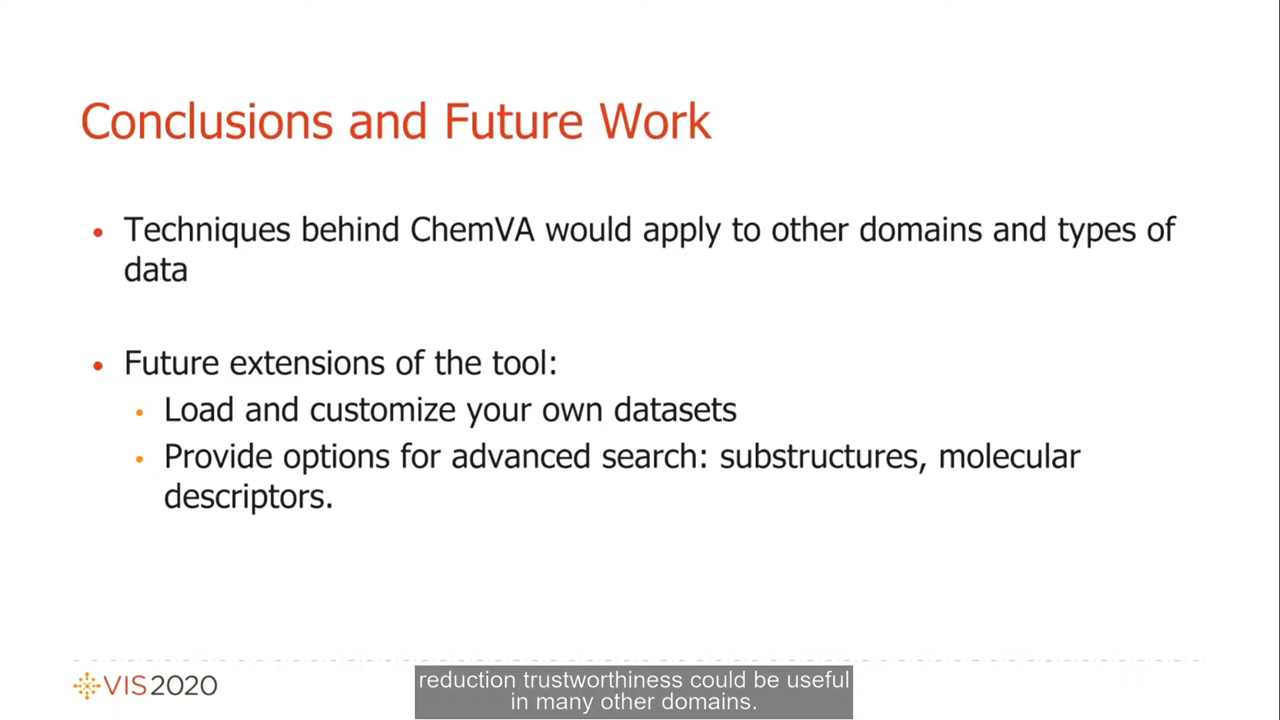 Conclusions and Future Work
• Techniques behind ChemVA would apply to other domains and types of
data
• Future extensions of the tool:
• Load and customize your own datasets
• Provide options for advanced search: substructures, molecular
descriptors.
VIS2020
reduction trustworthiness could be useful
in many other domains.